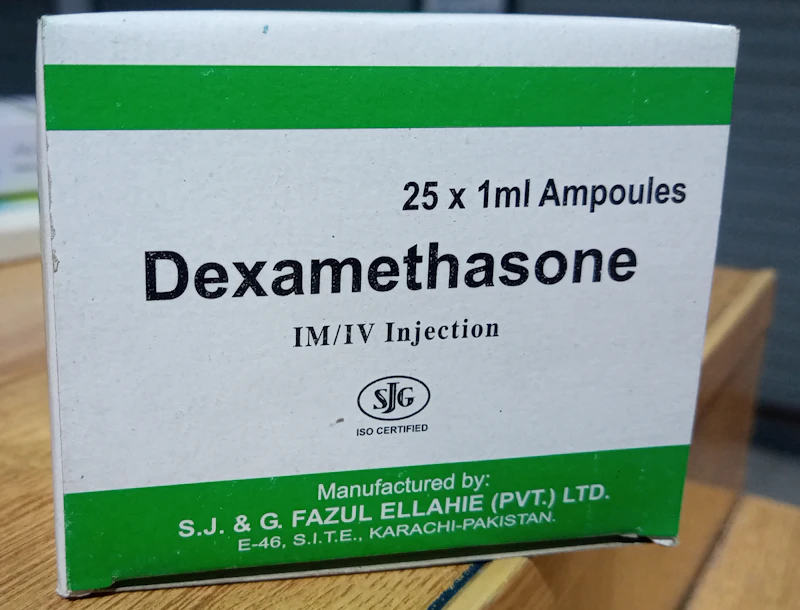 25 x 1ml Ampoules
Dexamethasone
IM/IV Injection
SJG
ISO CERTIFIED
Manufactured by:
S.J. & G. FAZUL ELLAHIE (PVT.) LTD.
E-46, S.I.T.E., KARACHI-PAKISTAN.